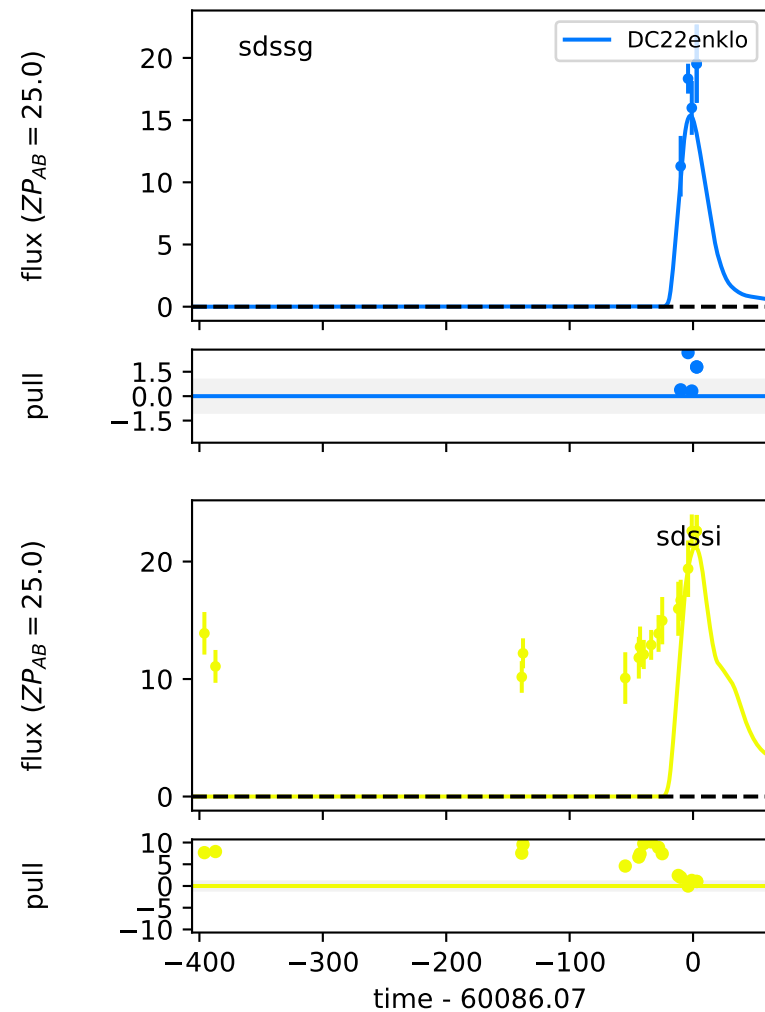 sdssg
DC22enklo
flux (ZP_AB = 25.0)
20
15
10
5
0
pull
1.5
0.0
−1.5
sdssi
flux (ZP_AB = 25.0)
20
10
0
pull
10
5
0
−5
−10
−400 −300 −200 −100 0
time - 60086.07